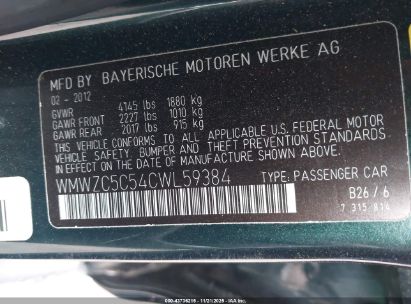 MFD BY BAYERISCHE MOTOREN WERKE AG
02 - 2012
GVWR 4145 lbs 1880 kg
GAWR FRONT 2227 lbs 1010 kg
GAWR REAR 2017 lbs 915 kg
THIS VEHICLE CONFORMS TO ALL APPLICABLE U.S. FEDERAL MOTOR
VEHICLE SAFETY, BUMPER AND THEFT PREVENTION STANDARDS
IN EFFECT ON THE DATE OF MANUFACTURE SHOWN ABOVE.
WMWZC5C54CWL59384 TYPE: PASSENGER CAR
B26 / 6
7 315 814